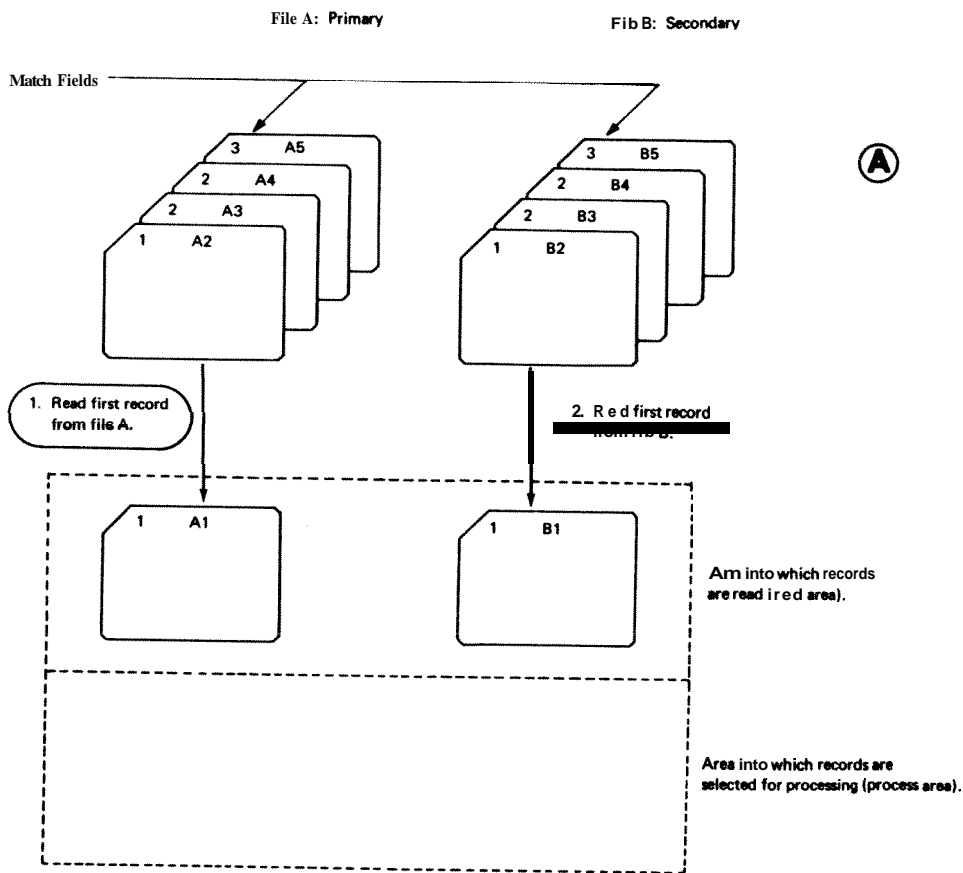 File A: Primary
Fib B: Secondary
Match Fields
3 A5
2 A4
2 A3
1 A2
3 B5
2 B4
2 B3
1 B2
A
1. Read first record
from file A.
2. R e d first record
1 A1
1 B1
Am into which records
are read i red area).
Area into which records are
selected for processing (process area).